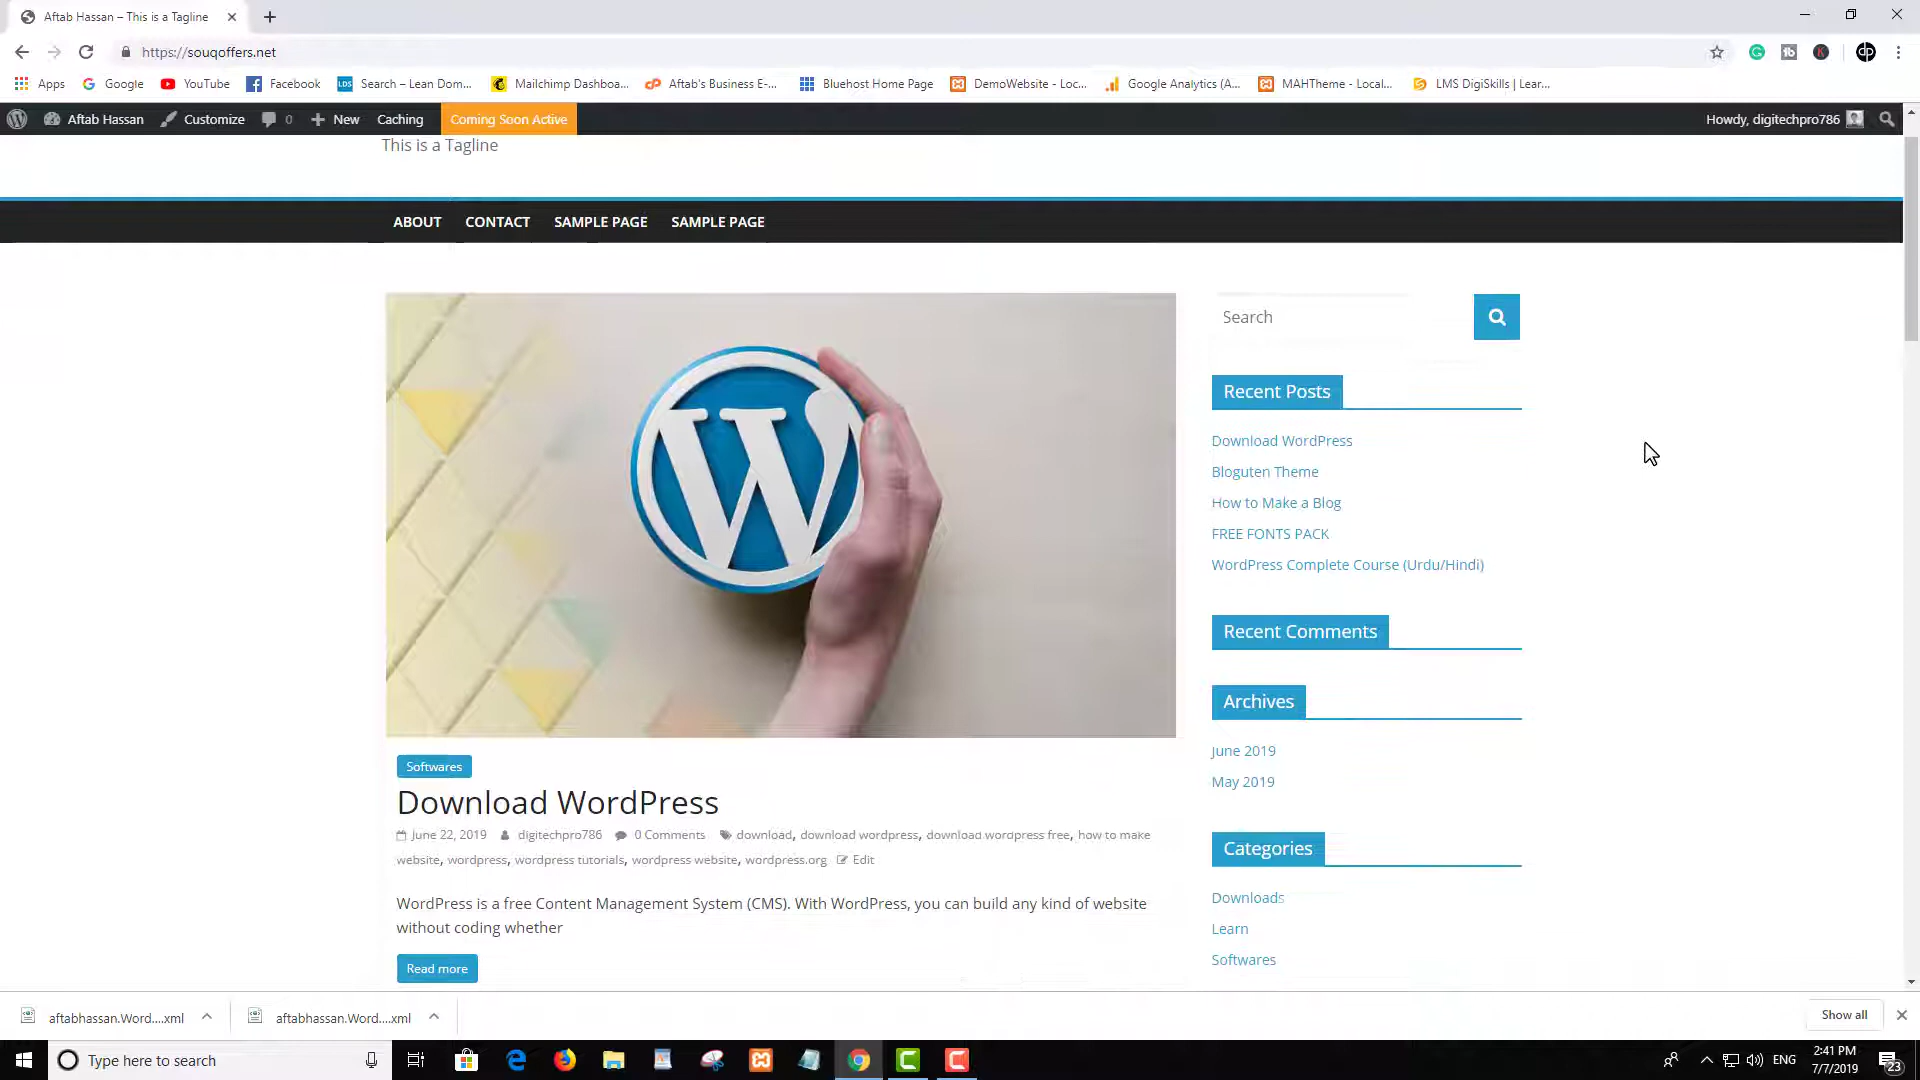 Aftab Hassan – This is a Tagline
https://souqoffers.net
Apps Google YouTube Facebook Search – Lean Dom... Mailchimp Dashboa... Aftab's Business E-... Bluehost Home Page DemoWebsite - Loc... Google Analytics (A... MAHTheme - Local... LMS DigiSkills | Lear...
Aftab Hassan Customize 0 New Caching Coming Soon Active Howdy, digitechpro786
This is a Tagline
ABOUT CONTACT SAMPLE PAGE SAMPLE PAGE
Search
Recent Posts
Download WordPress
Bloguten Theme
How to Make a Blog
FREE FONTS PACK
WordPress Complete Course (Urdu/Hindi)
Recent Comments
Archives
June 2019
May 2019
Categories
Downloads
Learn
Softwares
Softwares
Download WordPress
June 22, 2019 digitechpro786 0 Comments download, download wordpress, download wordpress free, how to make
website, wordpress, wordpress tutorials, wordpress website, wordpress.org Edit
WordPress is a free Content Management System (CMS). With WordPress, you can build any kind of website
without coding whether
Read more
aftabhassan.Word....xml aftabhassan.Word....xml Show all
Type here to search
ENG
2:41 PM
7/7/2019
23